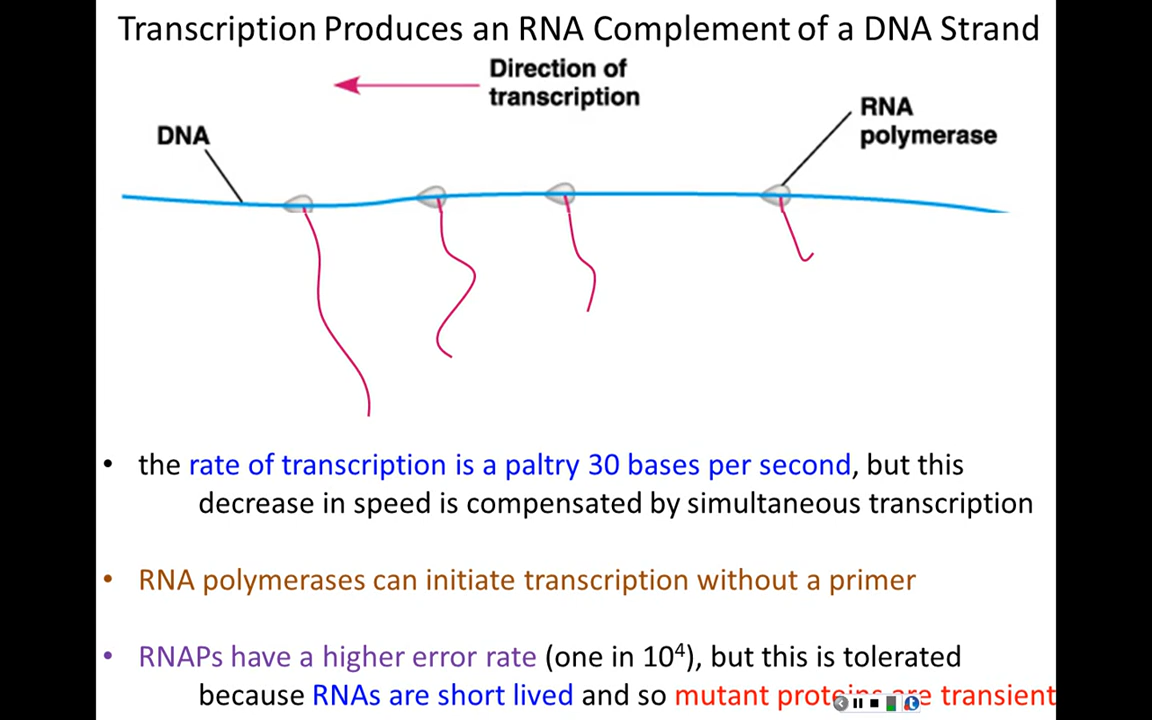 Transcription Produces an RNA Complement of a DNA Strand
Direction of
transcription
RNA
polymerase
DNA
• the rate of transcription is a paltry 30 bases per second, but this
decrease in speed is compensated by simultaneous transcription
• RNA polymerases can initiate transcription without a primer
• RNAPs have a higher error rate (one in 10⁴), but this is tolerated
because RNAs are short lived and so mutant proteins are transient